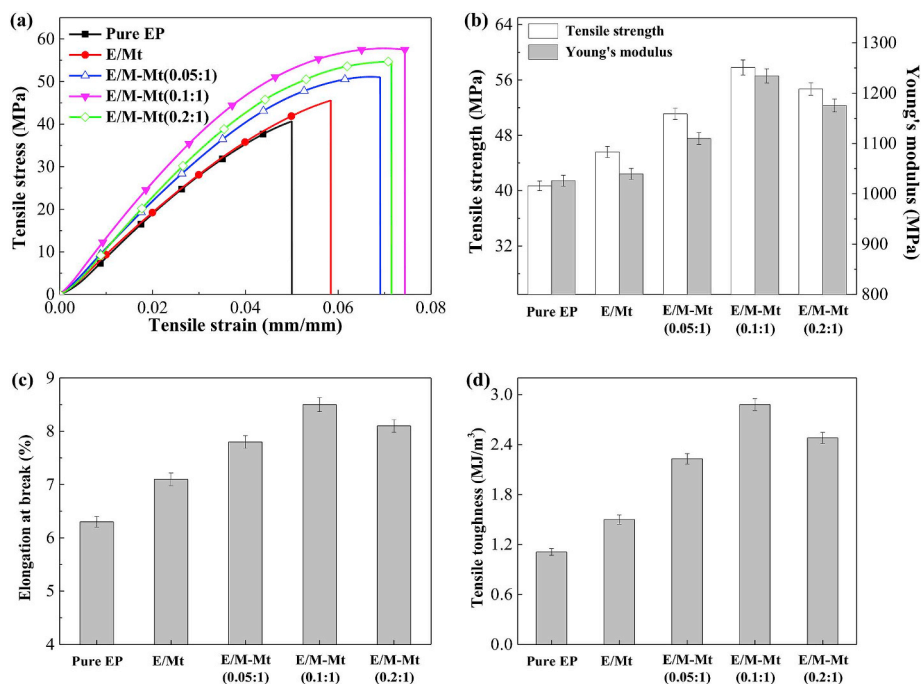 (a)
Pure EP
E/Mt
E/M-Mt(0.05:1)
E/M-Mt(0.1:1)
E/M-Mt(0.2:1)
60
50
40
30
20
10
0
Tensile stress (MPa)
0.00 0.02 0.04 0.06 0.08
Tensile strain (mm/mm)
(b)
Tensile strength
Young's modulus
64
56
48
40
32
Tensile strength (MPa)
1300
1200
1100
1000
900
800
Young's modulus (MPa)
Pure EP E/Mt E/M-Mt E/M-Mt E/M-Mt
(0.05:1) (0.1:1) (0.2:1)
(c)
9
8
7
6
5
4
Elongation at break (%)
Pure EP E/Mt E/M-Mt E/M-Mt E/M-Mt
(0.05:1) (0.1:1) (0.2:1)
(d)
3.0
2.4
1.8
1.2
0.6
0.0
Tensile toughness (MJ/m³)
Pure EP E/Mt E/M-Mt E/M-Mt E/M-Mt
(0.05:1) (0.1:1) (0.2:1)